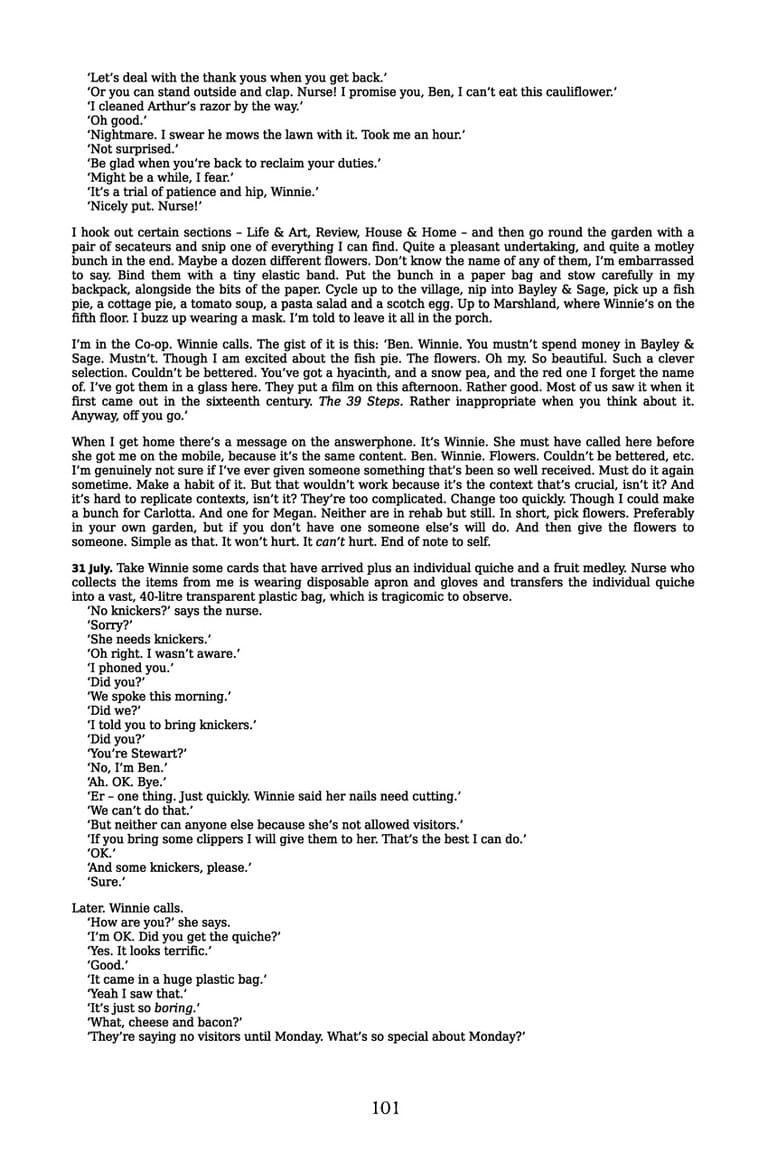 ‘Let’s deal with the thank yous when you get back.’
‘Or you can stand outside and clap. Nurse! I promise you, Ben, I can’t eat this cauliflower.’
‘I cleaned Arthur’s razor by the way.’
‘Oh good.’
‘Nightmare. I swear he mows the lawn with it. Took me an hour.’
‘Not surprised.’
‘Be glad when you’re back to reclaim your duties.’
‘Might be a while, I fear.’
‘It’s a trial of patience and hip, Winnie.’
‘Nicely put. Nurse!’
I hook out certain sections – Life & Art, Review, House & Home – and then go round the garden with a
pair of secateurs and snip one of everything I can find. Quite a pleasant undertaking, and quite a motley
bunch in the end. Maybe a dozen different flowers. Don’t know the name of any of them, I’m embarrassed
to say. Bind them with a tiny elastic band. Put the bunch in a paper bag and stow carefully in my
backpack, alongside the bits of the paper. Cycle up to the village, nip into Bayley & Sage, pick up a fish
pie, a cottage pie, a tomato soup, a pasta salad and a scotch egg. Up to Marshland, where Winnie’s on the
fifth floor. I buzz up wearing a mask. I’m told to leave it all in the porch.
I’m in the Co-op. Winnie calls. The gist of it is this: ‘Ben. Winnie. You mustn’t spend money in Bayley &
Sage. Mustn’t. Though I am excited about the fish pie. The flowers. Oh my. So beautiful. Such a clever
selection. Couldn’t be bettered. You’ve got a hyacinth, and a snow pea, and the red one I forget the name
of. I’ve got them in a glass here. They put a film on this afternoon. Rather good. Most of us saw it when it
first came out in the sixteenth century. The 39 Steps. Rather inappropriate when you think about it.
Anyway, off you go.’
When I get home there’s a message on the answerphone. It’s Winnie. She must have called here before
she got me on the mobile, because it’s the same content. Ben. Winnie. Flowers. Couldn’t be bettered, etc.
I’m genuinely not sure if I’ve ever given someone something that’s been so well received. Must do it again
sometime. Make a habit of it. But that wouldn’t work because it’s the context that’s crucial, isn’t it? And
it’s hard to replicate contexts, isn’t it? They’re too complicated. Change too quickly. Though I could make
a bunch for Carlotta. And one for Megan. Neither are in rehab but still. In short, pick flowers. Preferably
in your own garden, but if you don’t have one someone else’s will do. And then give the flowers to
someone. Simple as that. It won’t hurt. It can’t hurt. End of note to self.
31 July. Take Winnie some cards that have arrived plus an individual quiche and a fruit medley. Nurse who
collects the items from me is wearing disposable apron and gloves and transfers the individual quiche
into a vast, 40-litre transparent plastic bag, which is tragicomic to observe.
‘No knickers?’ says the nurse.
‘Sorry?’
‘She needs knickers.’
‘Oh right. I wasn’t aware.’
‘I phoned you.’
‘Did you?’
‘We spoke this morning.’
‘Did we?’
‘I told you to bring knickers.’
‘Did you?’
‘You’re Stewart?’
‘No, I’m Ben.’
‘Ah. OK. Bye.’
‘Er – one thing. Just quickly. Winnie said her nails need cutting.’
‘We can’t do that.’
‘But neither can anyone else because she’s not allowed visitors.’
‘If you bring some clippers I will give them to her. That’s the best I can do.’
‘OK.’
‘And some knickers, please.’
‘Sure.’
Later. Winnie calls.
‘How are you?’ she says.
‘I’m OK. Did you get the quiche?’
‘Yes. It looks terrific.’
‘Good.’
‘It came in a huge plastic bag.’
‘Yeah I saw that.’
‘It’s just so boring.’
‘What, cheese and bacon?’
‘They’re saying no visitors until Monday. What’s so special about Monday?’
101